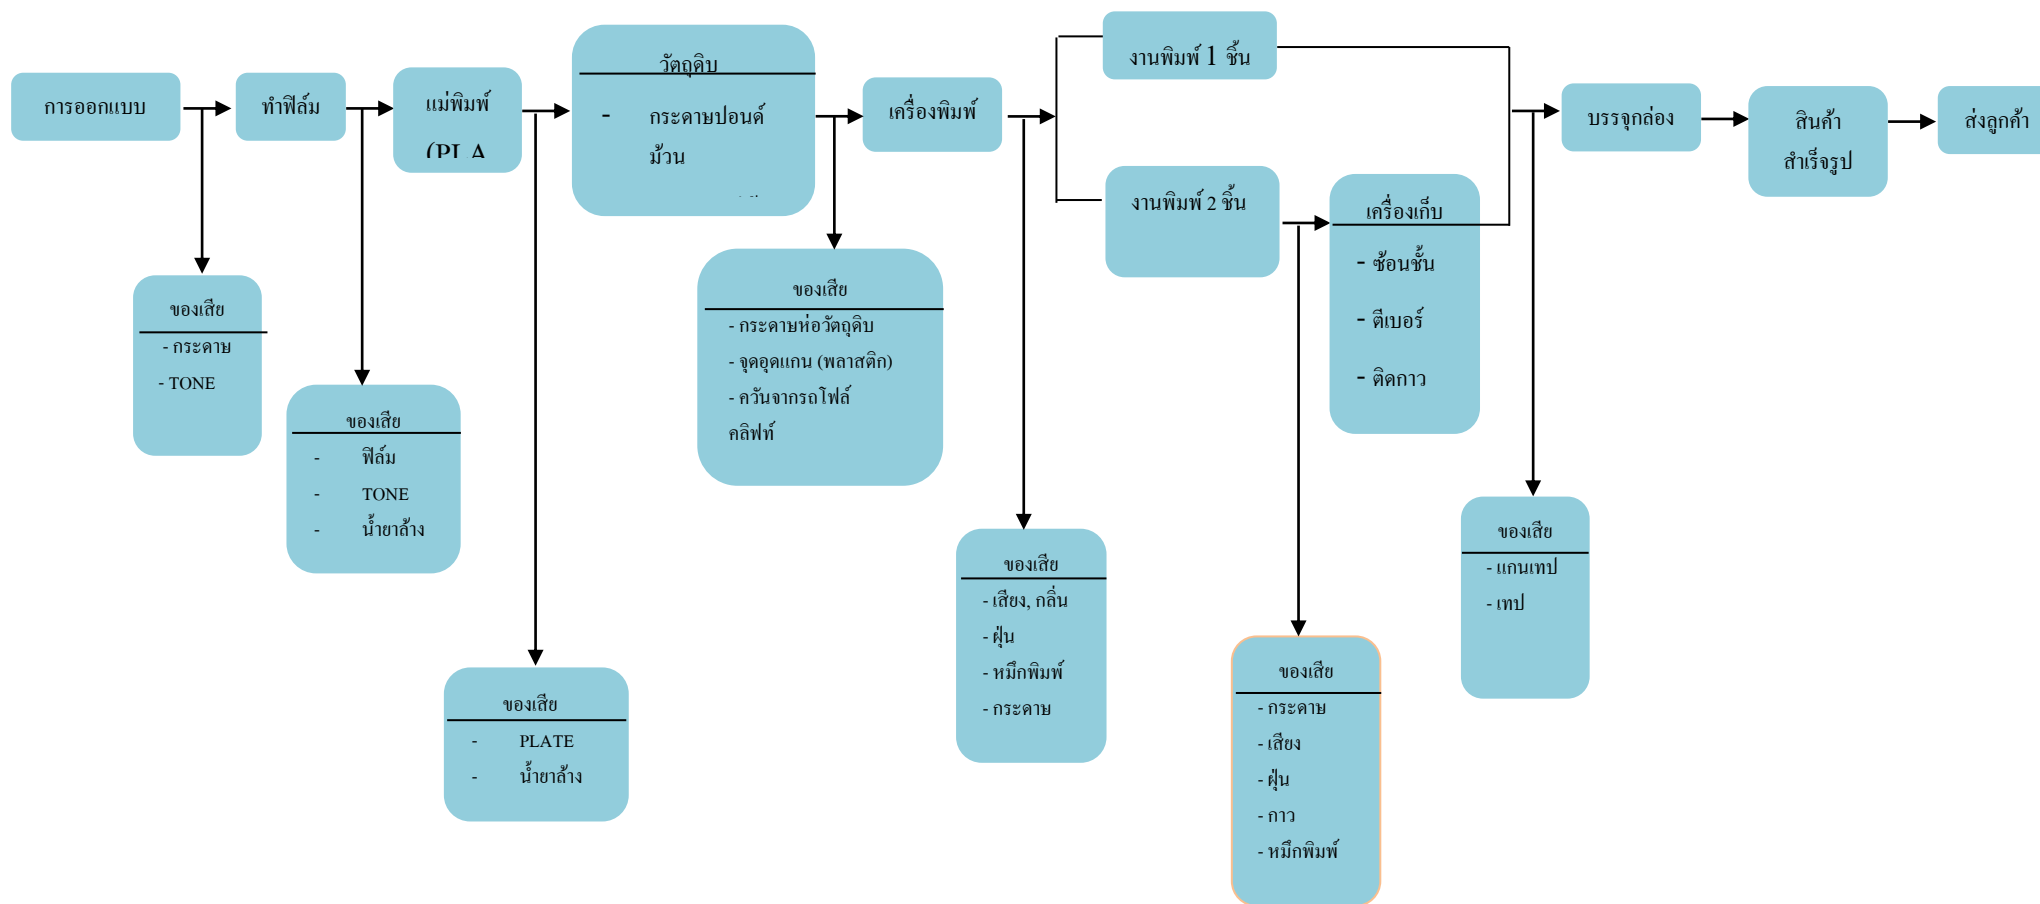 การออกแบบ
ทำฟิล์ม
แม่พิมพ์
วัตถุดิบ
- กระดาษปอนด์
ม้วน
เครื่องพิมพ์
งานพิมพ์ 1 ชิ้น
งานพิมพ์ 2 ชิ้น
เครื่องเก็บ
- ซ้อนชั้น
- ตีเบอร์
- ติดกาว
บรรจุกล่อง
สินค้า
สำเร็จรูป
ส่งลูกค้า
ของเสีย
- กระดาษ
- TONE
ของเสีย
- ฟิล์ม
- TONE
- น้ำยาล้าง
ของเสีย
- PLATE
- น้ำยาล้าง
ของเสีย
- กระดาษห่อวัตถุดิบ
- จุดอุดแกน (พลาสติก)
- ควันจากรถโฟล์
คลิฟท์
ของเสีย
- เสียง, กลิ่น
- ฝุ่น
- หมึกพิมพ์
- กระดาษ
ของเสีย
- กระดาษ
- เสียง
- ฝุ่น
- กาว
- หมึกพิมพ์
ของเสีย
- แกนเทป
- เทป